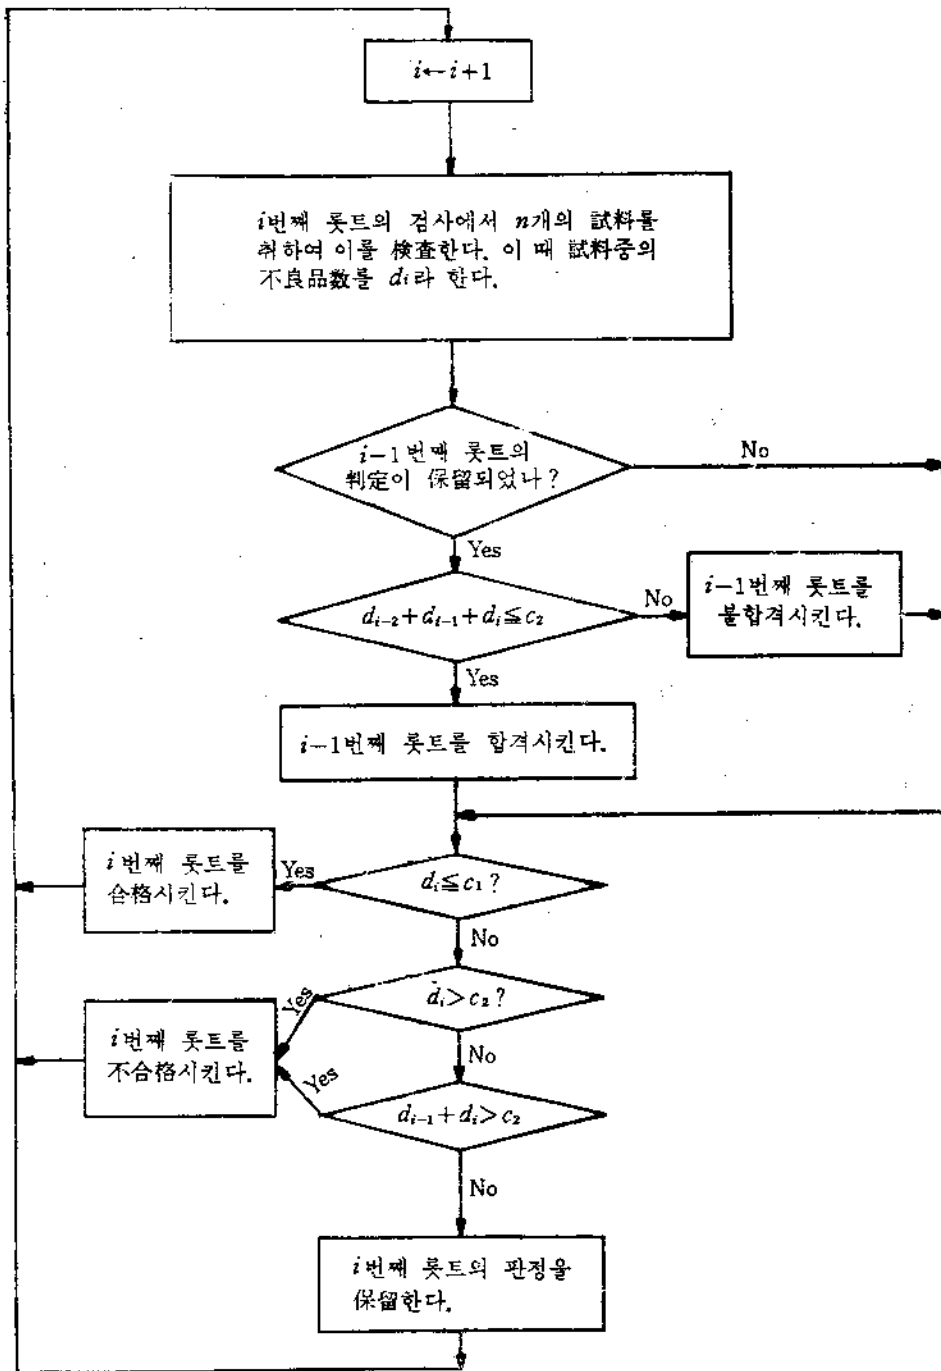 i←i+1
i번째 롯트의 검사에서 n개의 試料를
취하여 이를 検査한다. 이 때 試料중의
不良品数를 di라 한다.
i−1번째 롯트의
判定이 保留되었나?
No
Yes
di−2+di−1+di≦c2
No
i−1번째 롯트를
불합격시킨다.
Yes
i−1번째 롯트를 합격시킨다.
i번째 롯트를
合格시킨다.
Yes
di≦c1?
No
di>c2?
Yes
i번째 롯트를
不合格시킨다.
No
Yes
di−1+di>c2
No
i번째 롯트의 판정을
保留한다.